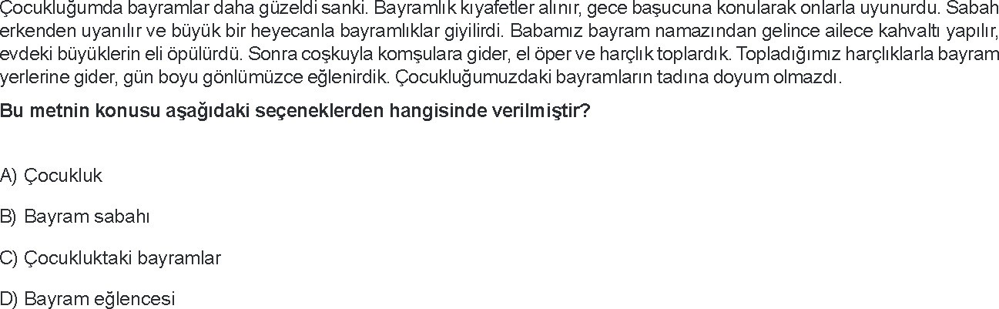 Çocukluğumda bayramlar daha güzeldi sanki. Bayramlık kıyafetler alınır, gece başucuna konularak onlarla uyunurdu. Sabah
erkenden uyanılır ve büyük bir heyecanla bayramlıklar giyilirdi. Babamız bayram namazından gelince ailece kahvaltı yapılır,
evdeki büyüklerin eli öpülürdü. Sonra coşkuyla komşulara gider, el öper ve harçlık toplardık. Topladığımız harçlıklarla bayram
yerlerine gider, gün boyu gönlümüzce eğlenirdik. Çocukluğumuzdaki bayramların tadına doyum olmazdı.
Bu metnin konusu aşağıdaki seçeneklerden hangisinde verilmiştir?
A) Çocukluk
B) Bayram sabahı
C) Çocukluktaki bayramlar
D) Bayram eğlencesi